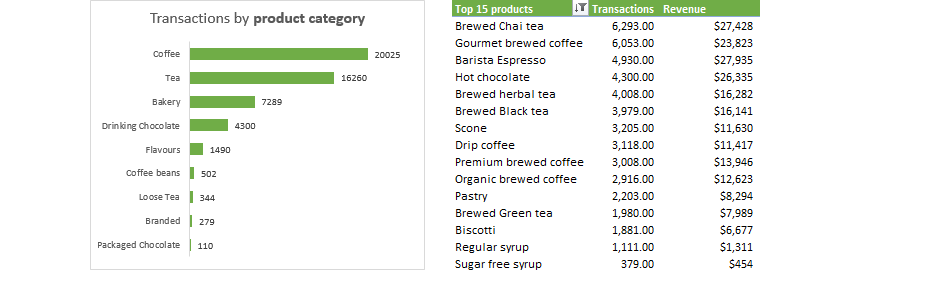 Transactions by product category
Coffee 20025
Tea 16260
Bakery 7289
Drinking Chocolate 4300
Flavours 1490
Coffee beans 502
Loose Tea 344
Branded 279
Packaged Chocolate 110
Top 15 products Transactions Revenue
Brewed Chai tea 6,293.00 $27,428
Gourmet brewed coffee 6,053.00 $23,823
Barista Espresso 4,930.00 $27,935
Hot chocolate 4,300.00 $26,335
Brewed herbal tea 4,008.00 $16,282
Brewed Black tea 3,979.00 $16,141
Scone 3,205.00 $11,630
Drip coffee 3,118.00 $11,417
Premium brewed coffee 3,008.00 $13,946
Organic brewed coffee 2,916.00 $12,623
Pastry 2,203.00 $8,294
Brewed Green tea 1,980.00 $7,989
Biscotti 1,881.00 $6,677
Regular syrup 1,111.00 $1,311
Sugar free syrup 379.00 $454